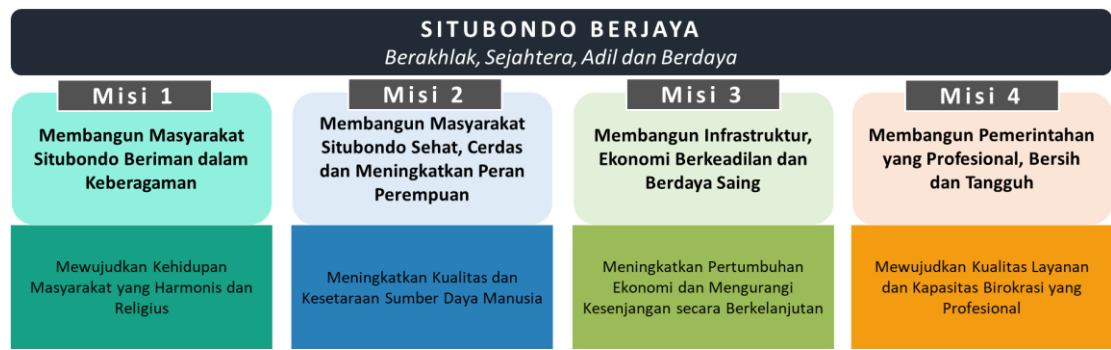 SITUBONDO BERJAYA
Berakhlak, Sejahtera, Adil dan Berdaya
Misi 1
Membangun Masyarakat
Situbondo Beriman dalam
Keberagaman
Mewujudkan Kehidupan
Masyarakat yang Harmonis dan
Religius
Misi 2
Membangun Masyarakat
Situbondo Sehat, Cerdas
dan Meningkatkan Peran
Perempuan
Meningkatkan Kualitas dan
Kesetaraan Sumber Daya Manusia
Misi 3
Membangun Infrastruktur,
Ekonomi Berkeadilan dan
Berdaya Saing
Meningkatkan Pertumbuhan
Ekonomi dan Mengurangi
Kesenjangan secara Berkelanjutan
Misi 4
Membangun Pemerintahan
yang Profesional, Bersih
dan Tangguh
Mewujudkan Kualitas Layanan
dan Kapasitas Birokrasi yang
Profesional